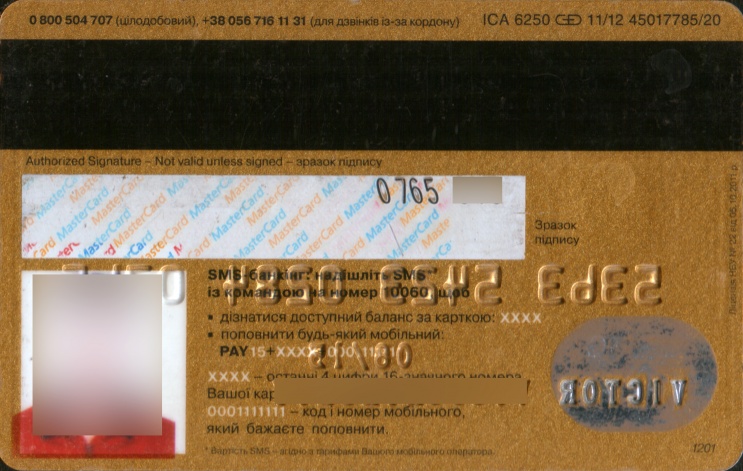 0 800 504 707 (цілодобовий), +38 056 716 11 31 (для дзвінків із-за кордону) ICA 6250 11/12 45017785/20
Authorized Signature – Not valid unless signed – зразок підпису
0765
MasterCard
Зразок
підпису
SMS-банкінг: надішліть SMS
із командою на номер 10060, щоб
• дізнатися доступний баланс за карткою: XXXX
• поповнити будь-який мобільний:
PAY 15+XXXX
XXXX – останні 4 цифри 16-значного номера
Вашої кар
0001111111 – код і номер мобільного,
який бажаєте поповнити.
* Вартість SMS – згідно з тарифами Вашого мобільного оператора.
VICTOR
1201